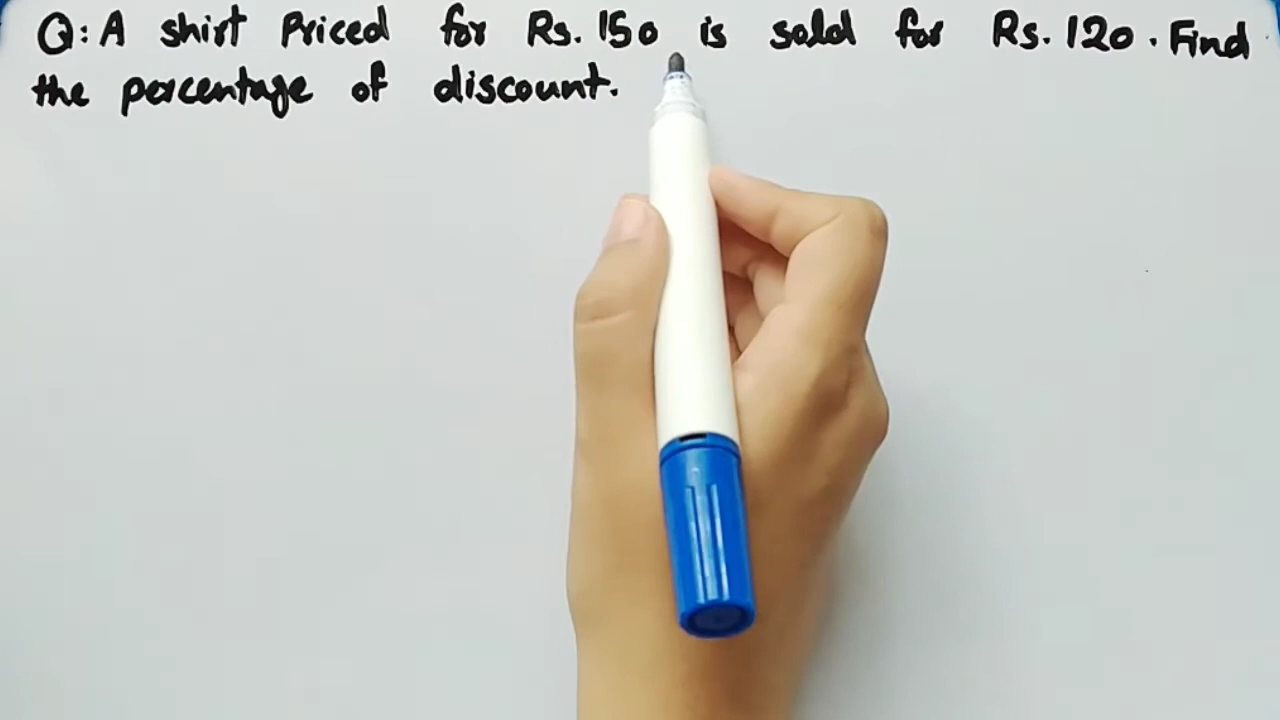 Q: A shirt Priced for Rs. 150 is sold for Rs. 120. Find
the percentage of discount.